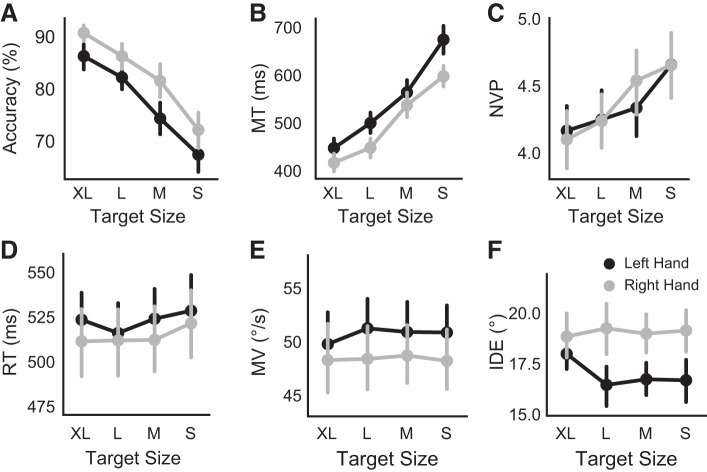 A
Accuracy (%)
90
80
70
XL L M S
Target Size
B
MT (ms)
700
600
500
400
XL L M S
Target Size
C
NVP
5.0
4.5
4.0
XL L M S
Target Size
D
RT (ms)
550
525
500
475
XL L M S
Target Size
E
MV (°/s)
55
50
45
XL L M S
Target Size
F
Left Hand
Right Hand
IDE (°)
20.0
17.5
15.0
XL L M S
Target Size